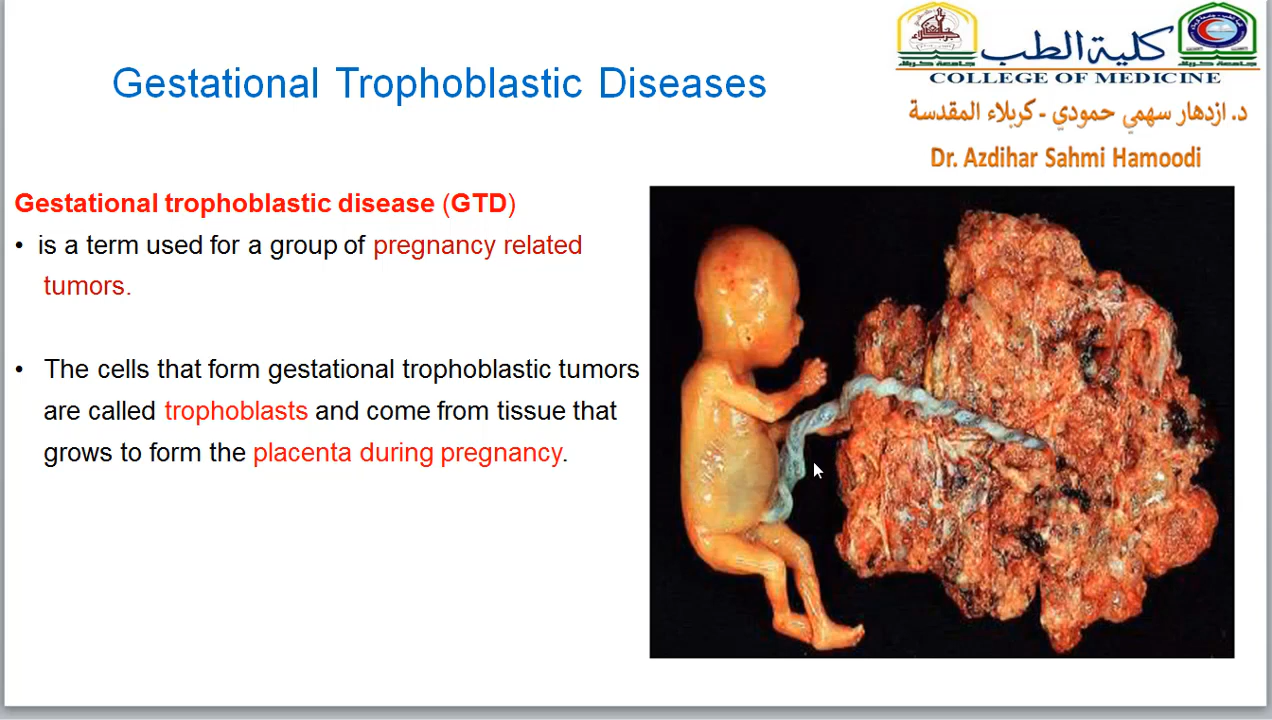 كلية الطب
COLLEGE OF MEDICINE
Gestational Trophoblastic Diseases
د. ازدهار سهمي حمودي - كربلاء المقدسة
Dr. Azdihar Sahmi Hamoodi
Gestational trophoblastic disease (GTD)
• is a term used for a group of pregnancy related
tumors.
• The cells that form gestational trophoblastic tumors
are called trophoblasts and come from tissue that
grows to form the placenta during pregnancy.